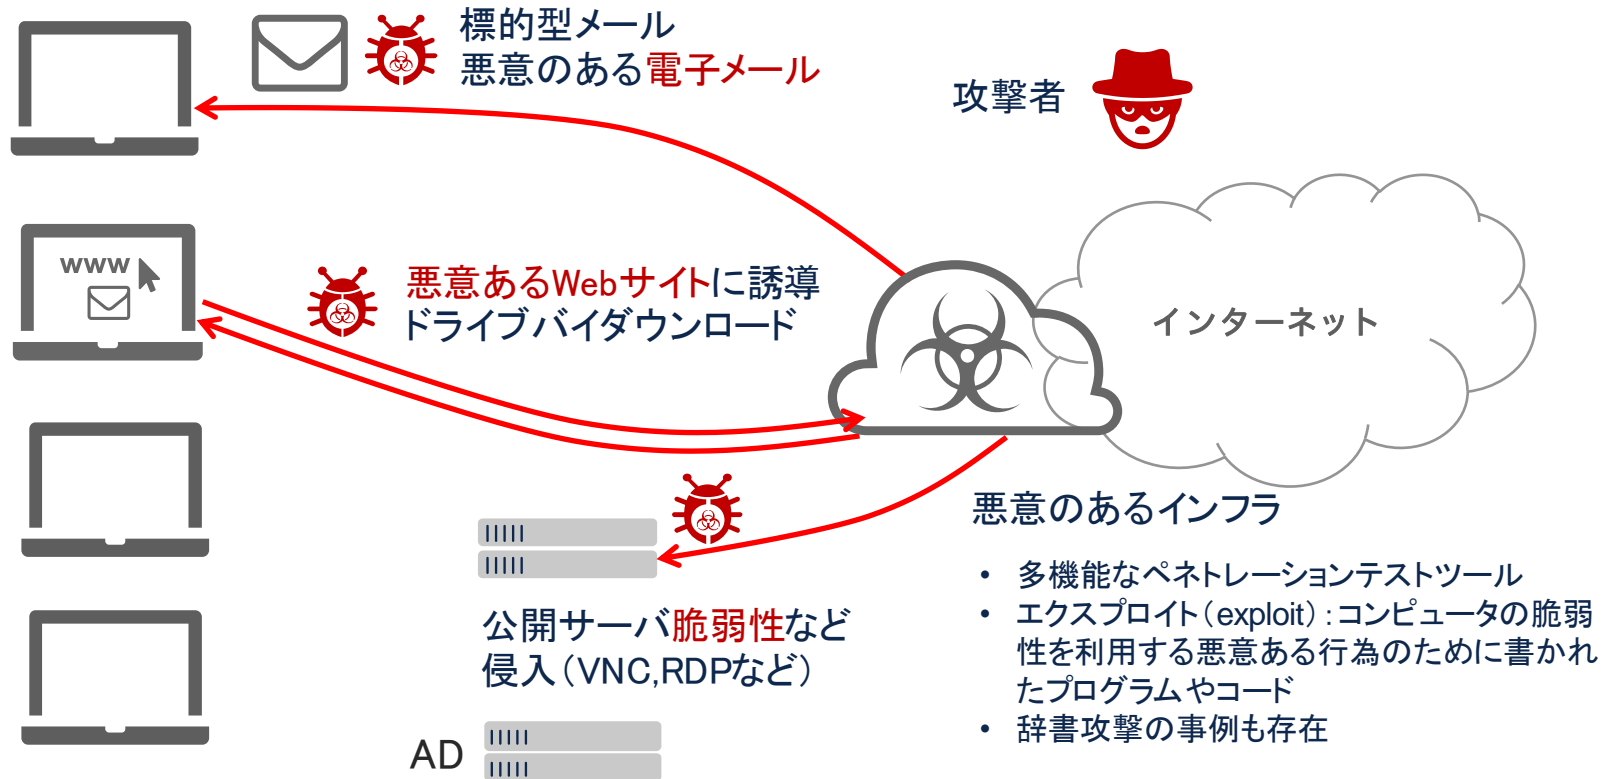 標的型メール
悪意のある電子メール
攻撃者
www
悪意あるWebサイトに誘導
ドライブバイダウンロード
インターネット
悪意のあるインフラ
• 多機能なペネトレーションテストツール
• エクスプロイト（exploit）：コンピュータの脆弱
性を利用する悪意ある行為のために書かれ
たプログラムやコード
• 辞書攻撃の事例も存在
公開サーバ脆弱性など
侵入（VNC,RDPなど）
AD